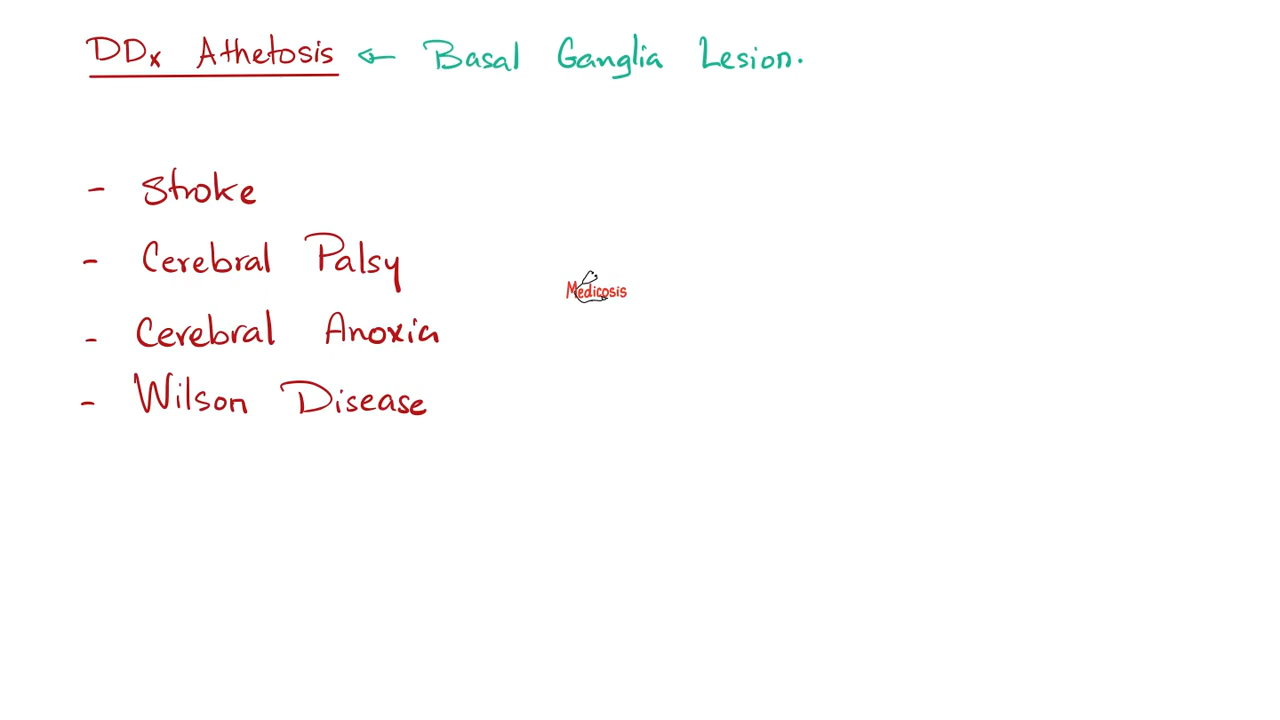 DDx Athetosis ← Basal Ganglia Lesion.
- Stroke
- Cerebral Palsy
Medicosis
- Cerebral Anoxia
- Wilson Disease